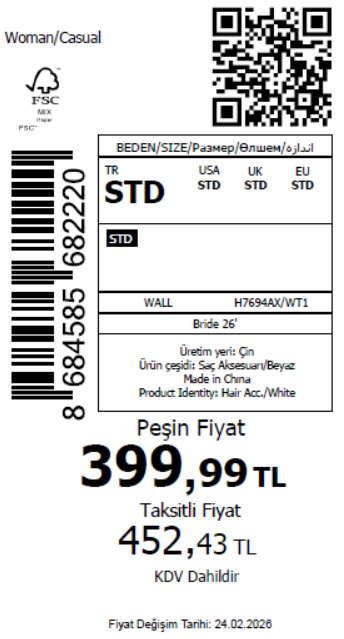 Woman/Casual
FSC
MIX
Paper
FSC™
BEDEN/SIZE/Размер/Өлшем/اندازه
TR USA UK EU
STD STD STD STD
STD
WALL H7694AX/WT1
Bride 26'
Üretim yeri: Çin
Ürün çeşidi: Saç Aksesuarı/Beyaz
Made in China
Product Identity: Hair Acc./White
8 684585 682220
Peşin Fiyat
399,99 TL
Taksitli Fiyat
452,43 TL
KDV Dahildir
Fiyat Değişim Tarihi: 24.02.2026